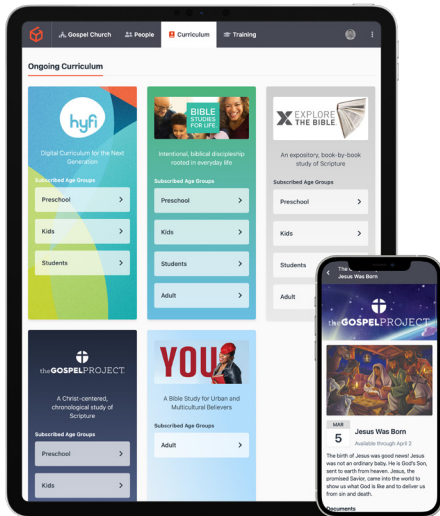 Gospel Church
People
Curriculum
Training
Ongoing Curriculum
hyfi
Digital Curriculum for the Next
Generation
Subscribed Age Groups
Preschool
Kids
Students
BIBLE
STUDIES
FOR LIFE
Intentional, biblical discipleship
rooted in everyday life
Subscribed Age Groups
Preschool
Kids
Students
Adult
EXPLORE
THE BIBLE
An expository, book-by-book
study of Scripture
Subscribed Age Groups
Preschool
Kids
Students
Adult
the GOSPEL PROJECT.
A Christ-centered,
chronological study of
Scripture
Subscribed Age Groups
Preschool
Kids
YOU
A Bible Study for Urban and
Multicultural Believers
Subscribed Age Groups
Adult
Jesus Was Born
the GOSPEL PROJECT
MAR
5
Jesus Was Born
Available through April 2
The birth of Jesus was good news! Jesus
was not an ordinary baby. He is God's Son,
sent to earth from heaven. Jesus, the
promised Savior, came into the world to
show us what God is like and to deliver us
from sin and death.
Documents